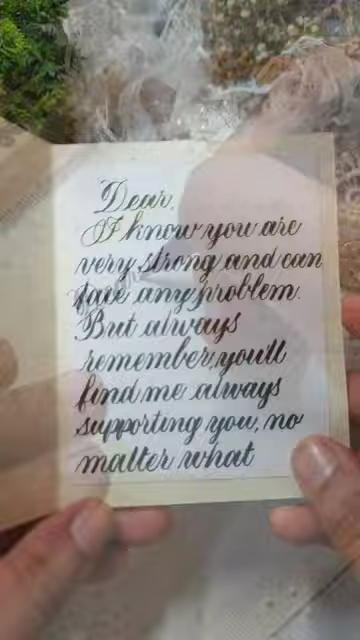 Dear,
I know you are
very strong and can
face any problem.
But always
remember, you'll
find me always
supporting you, no
matter what